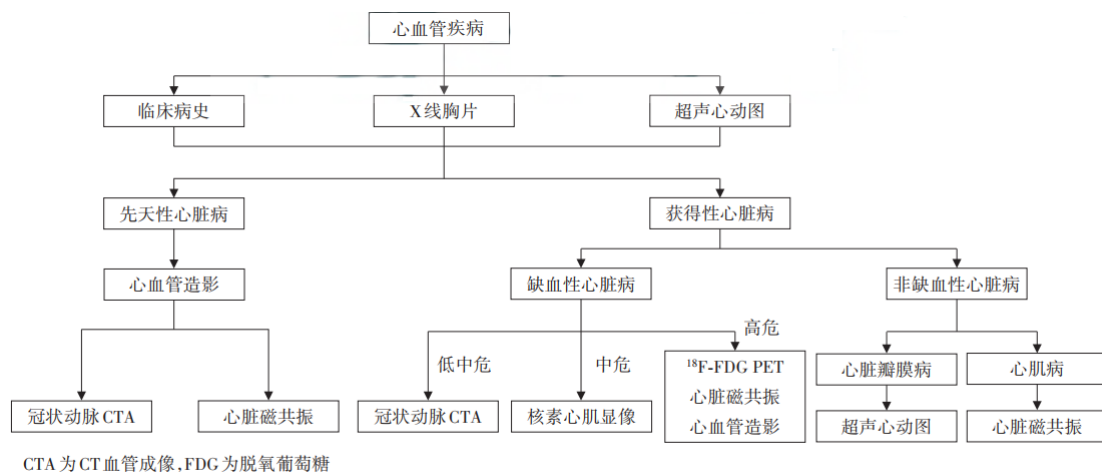 心血管疾病
临床病史
X线胸片
超声心动图
先天性心脏病
获得性心脏病
心血管造影
缺血性心脏病
非缺血性心脏病
高危
低中危
中危
冠状动脉CTA
心脏磁共振
冠状动脉CTA
核素心肌显像
¹⁸F-FDG PET
心脏磁共振
心血管造影
心脏瓣膜病
心肌病
超声心动图
心脏磁共振
CTA为CT血管成像,FDG为脱氧葡萄糖